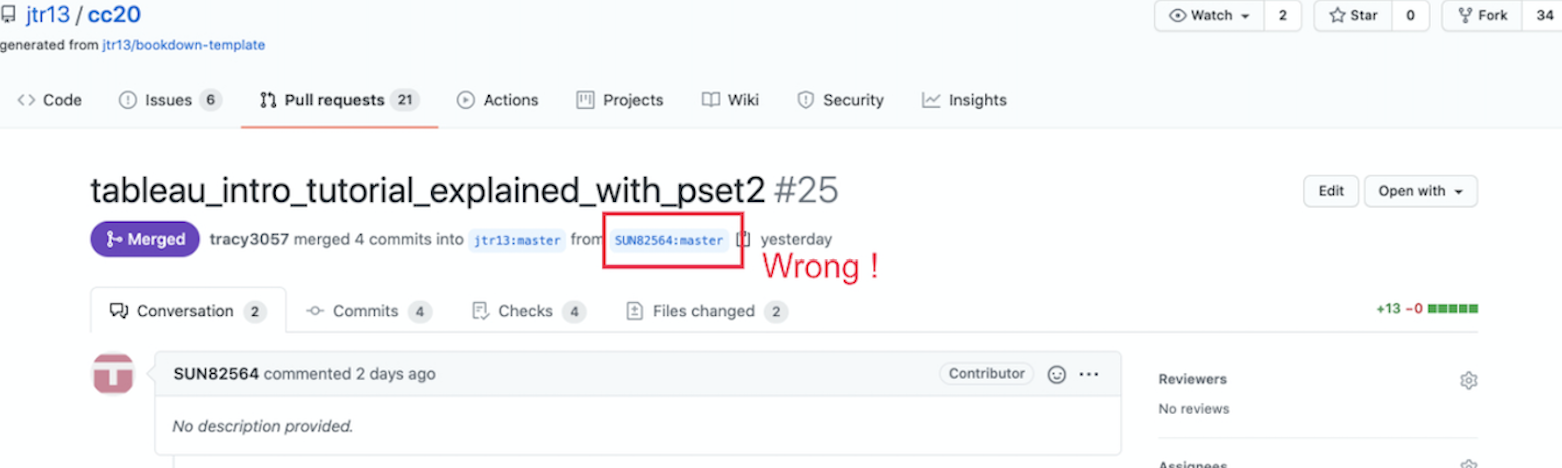 jtr13 / cc20
Watch 2 Star 0 Fork 34
generated from jtr13/bookdown-template
Code Issues 6 Pull requests 21 Actions Projects Wiki Security Insights
tableau_intro_tutorial_explained_with_pset2 #25
Edit Open with
Merged tracy3057 merged 4 commits into jtr13:master from SUN82564:master yesterday
Wrong !
Conversation 2 Commits 4 Checks 4 Files changed 2
+13 −0
SUN82564 commented 2 days ago
Contributor
Reviewers
No reviews
No description provided.
Assignees